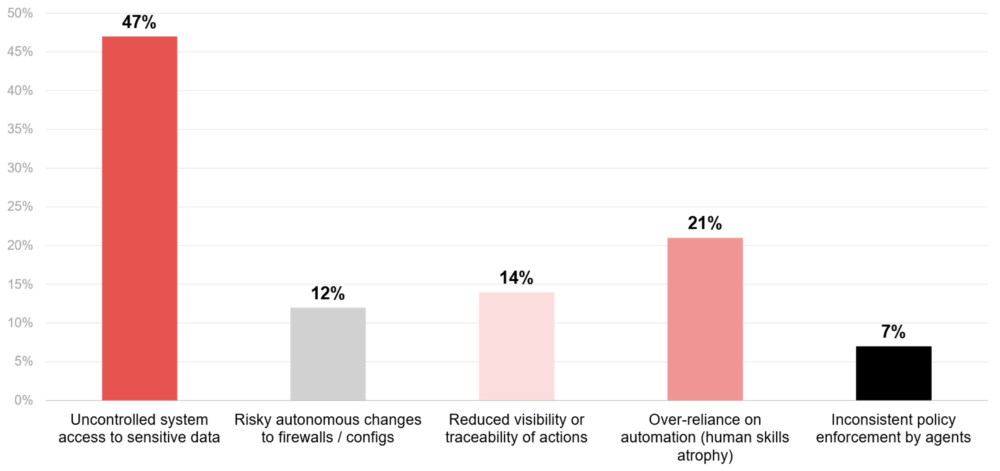 50%
47%
45%
40%
35%
30%
25%
21%
20%
15%
14%
12%
10%
7%
5%
0%
Uncontrolled system
access to sensitive data
Risky autonomous changes
to firewalls / configs
Reduced visibility or
traceability of actions
Over-reliance on
automation (human skills
atrophy)
Inconsistent policy
enforcement by agents